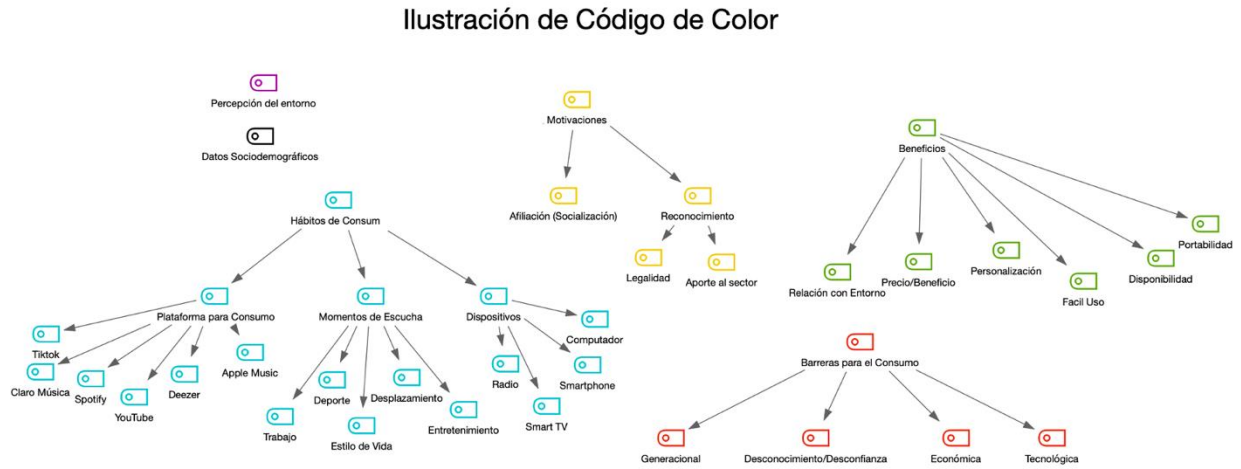 Ilustración de Código de Color
Percepción del entorno
Datos Sociodemográficos
Hábitos de Consum
Plataforma para Consumo
Momentos de Escucha
Dispositivos
Tiktok
Claro Música
Spotify
YouTube
Deezer
Apple Music
Trabajo
Deporte
Estilo de Vida
Desplazamiento
Entretenimiento
Radio
Smart TV
Smartphone
Computador
Motivaciones
Afiliación (Socialización)
Reconocimiento
Legalidad
Aporte al sector
Beneficios
Relación con Entorno
Precio/Beneficio
Personalización
Facil Uso
Disponibilidad
Portabilidad
Barreras para el Consumo
Generacional
Desconocimiento/Desconfianza
Económica
Tecnológica